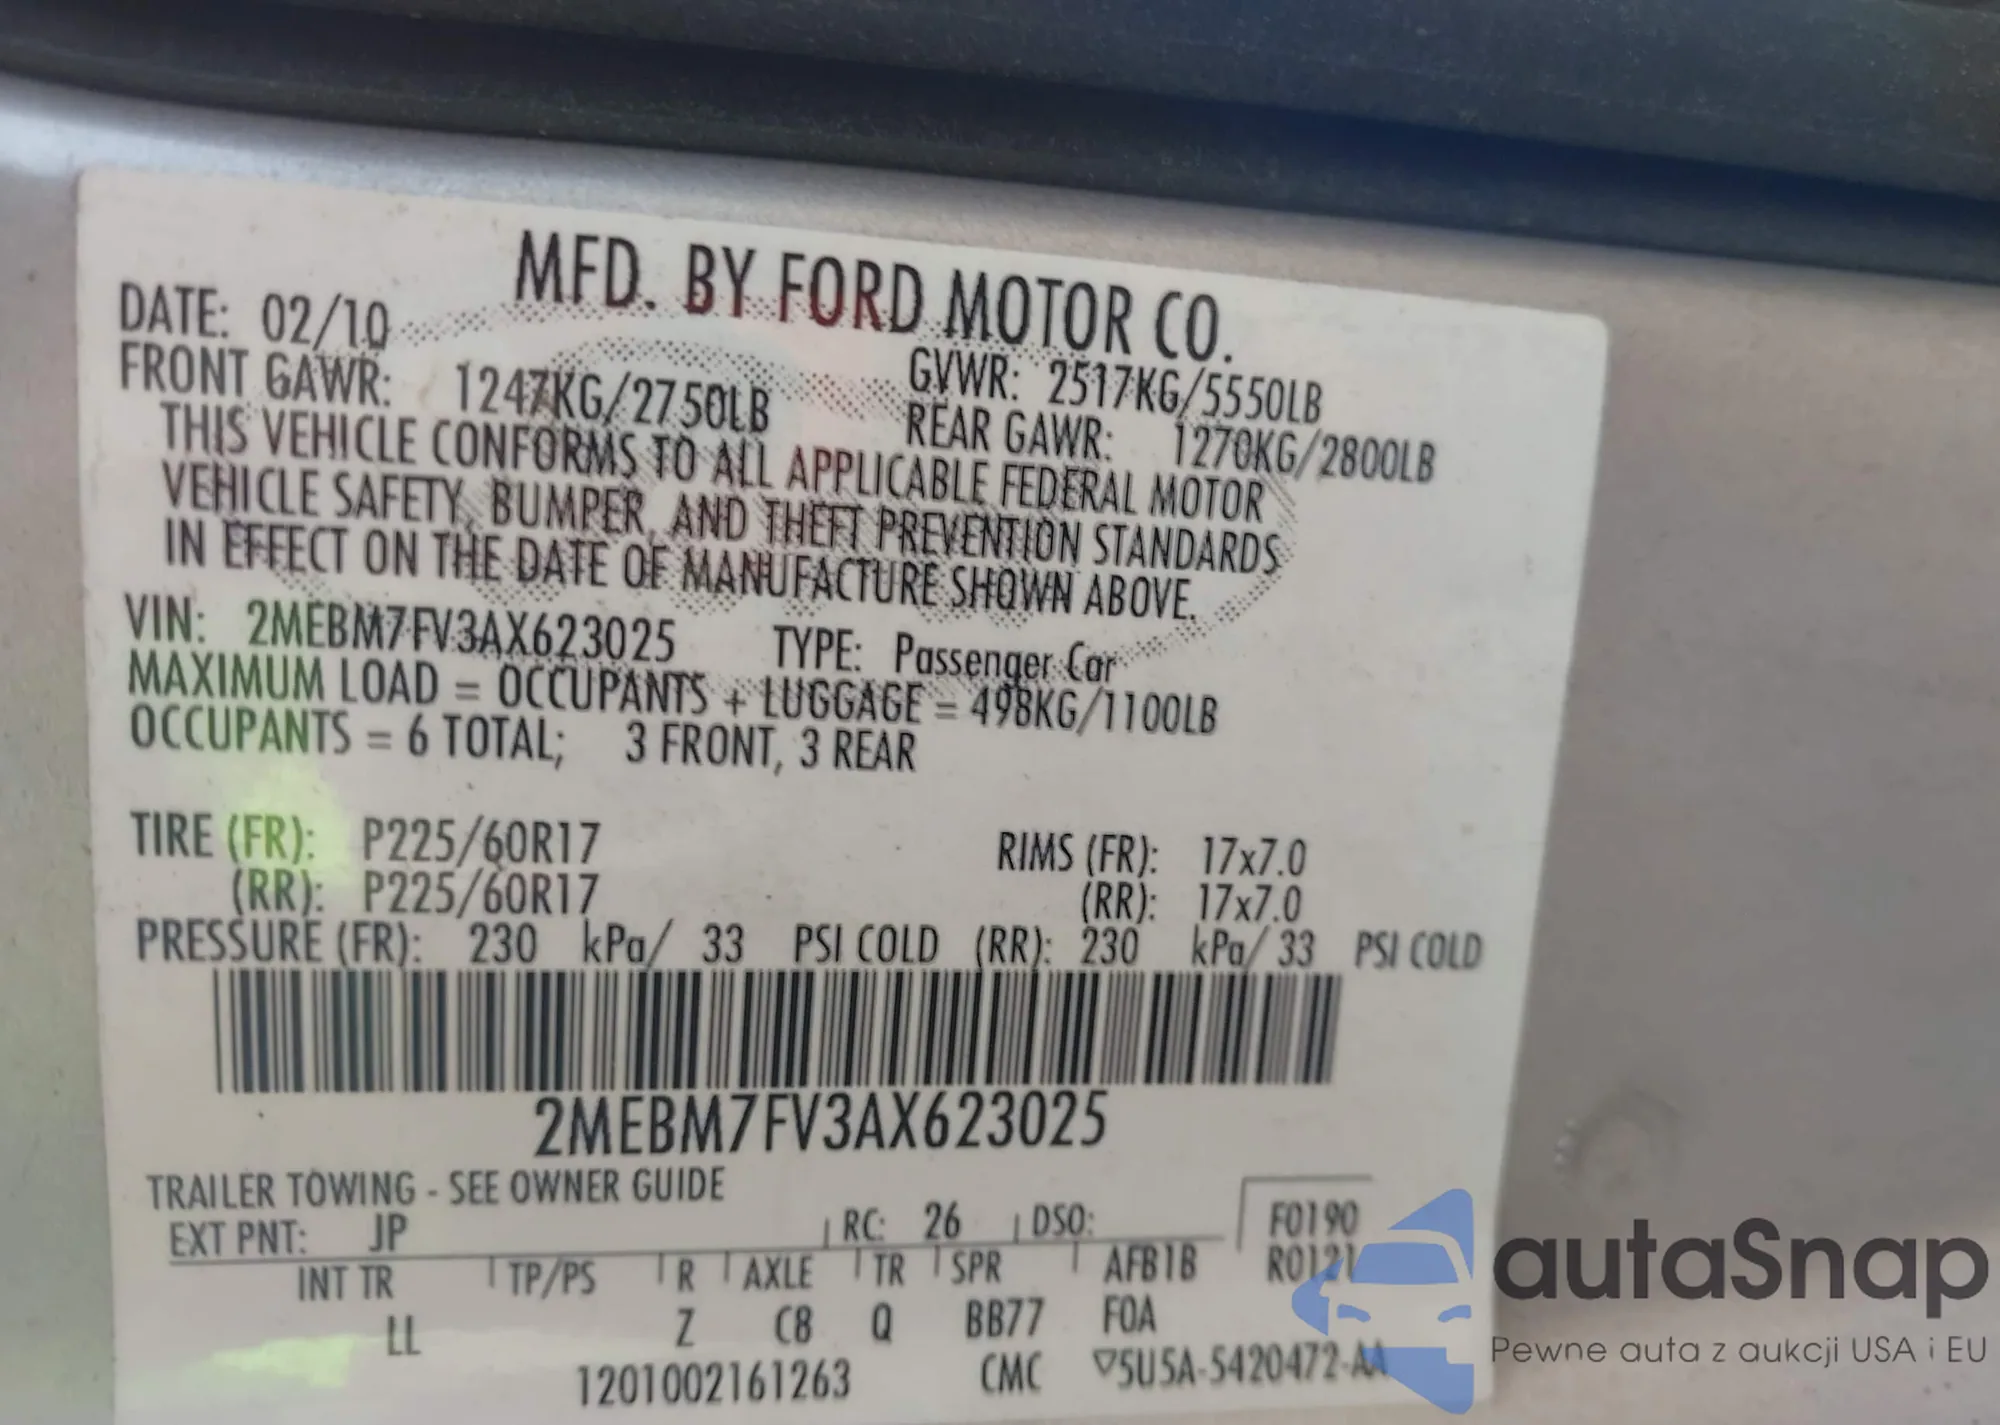 MFD. BY FORD MOTOR CO.
DATE: 02/10 GVWR: 2517KG/5550LB
FRONT GAWR: 1247KG/2750LB REAR GAWR: 1270KG/2800LB
THIS VEHICLE CONFORMS TO ALL APPLICABLE FEDERAL MOTOR
VEHICLE SAFETY, BUMPER, AND THEFT PREVENTION STANDARDS
IN EFFECT ON THE DATE OF MANUFACTURE SHOWN ABOVE.
VIN: 2MEBM7FV3AX623025 TYPE: Passenger Car
MAXIMUM LOAD = OCCUPANTS + LUGGAGE = 498KG/1100LB
OCCUPANTS = 6 TOTAL; 3 FRONT, 3 REAR
TIRE (FR): P225/60R17 RIMS (FR): 17x7.0
(RR): P225/60R17 (RR): 17x7.0
PRESSURE (FR): 230 kPa/ 33 PSI COLD (RR): 230 kPa/ 33 PSI COLD
2MEBM7FV3AX623025
TRAILER TOWING - SEE OWNER GUIDE
EXT PNT: JP RC: 26 DSO: F0190
INT TR TP/PS R AXLE TR SPR AFB1B R0121
LL Z C8 Q BB77 FOA
1201002161263 CMC ▽5U5A-5420472-AA
autaSnap
Pewne auta z aukcji USA i EU